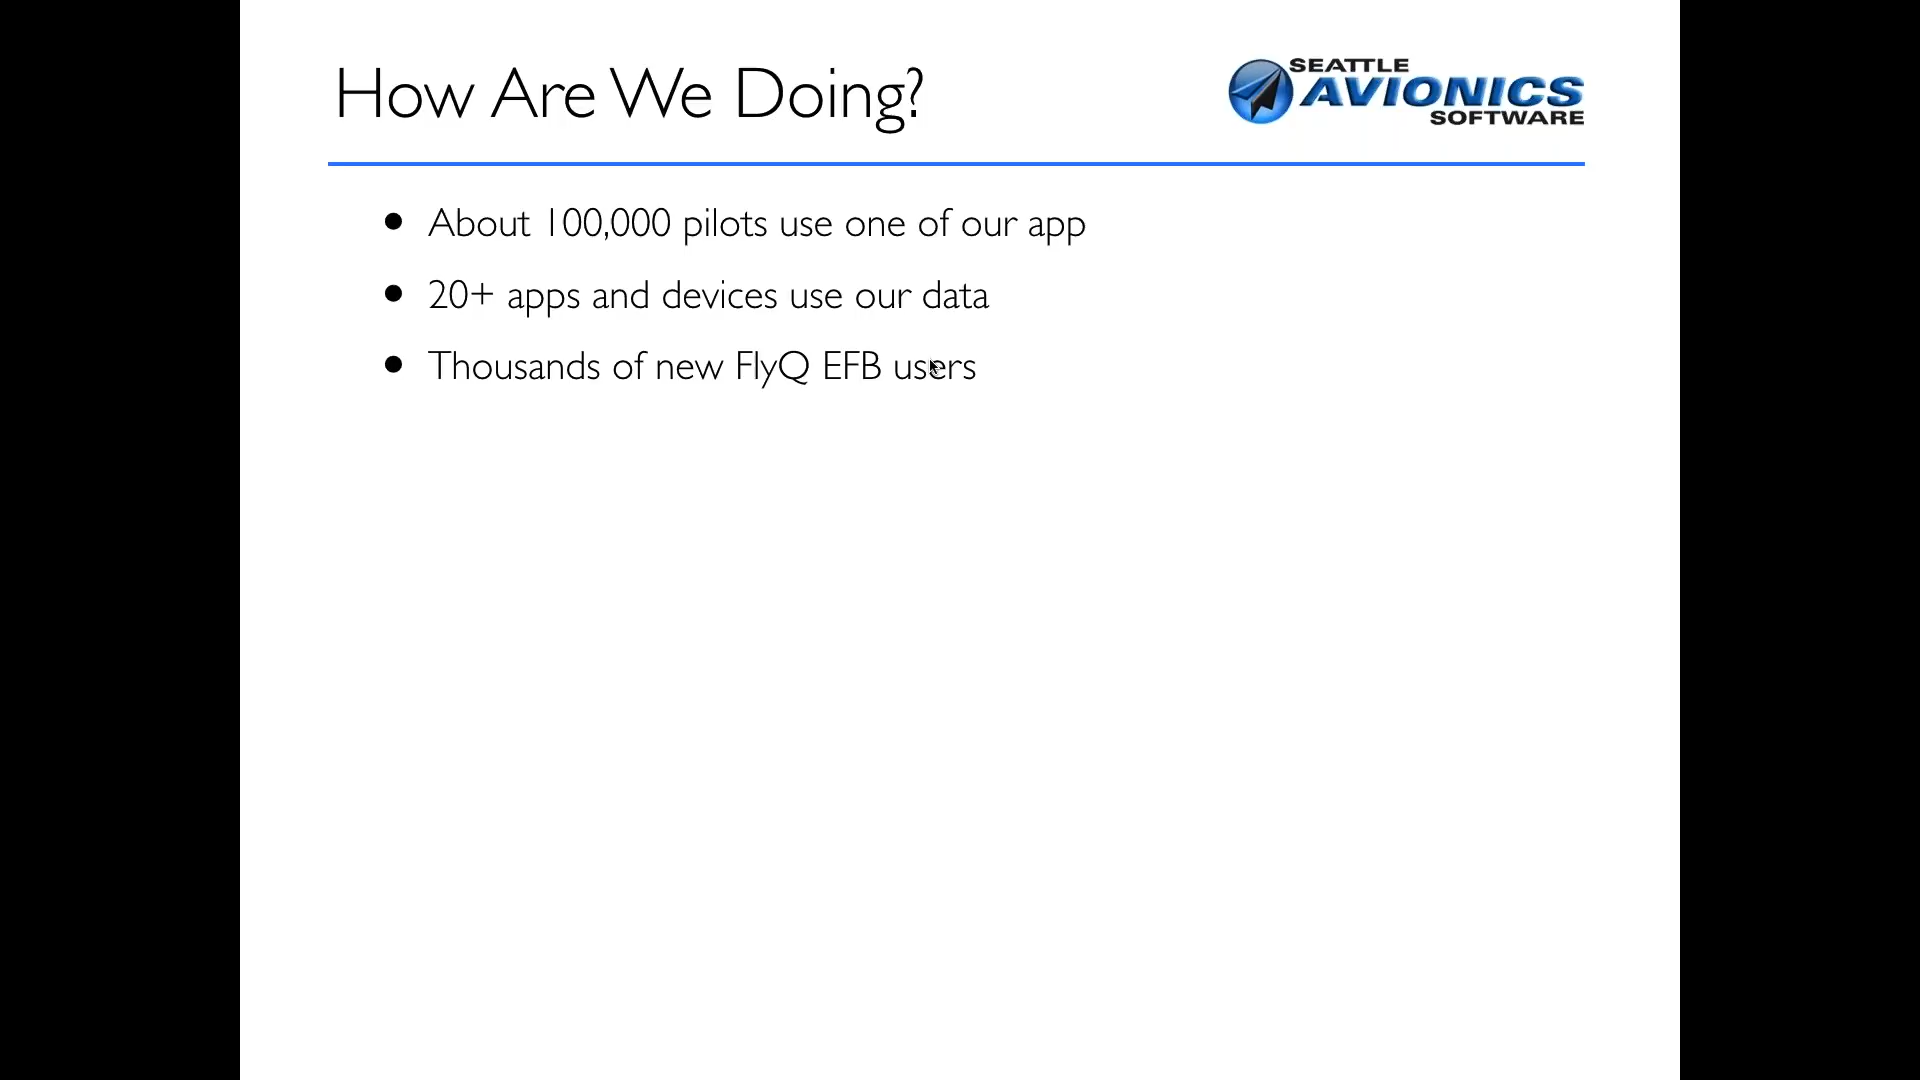 How Are We Doing?
SEATTLE
AVIONICS
SOFTWARE
• About 100,000 pilots use one of our app
• 20+ apps and devices use our data
• Thousands of new FlyQ EFB users